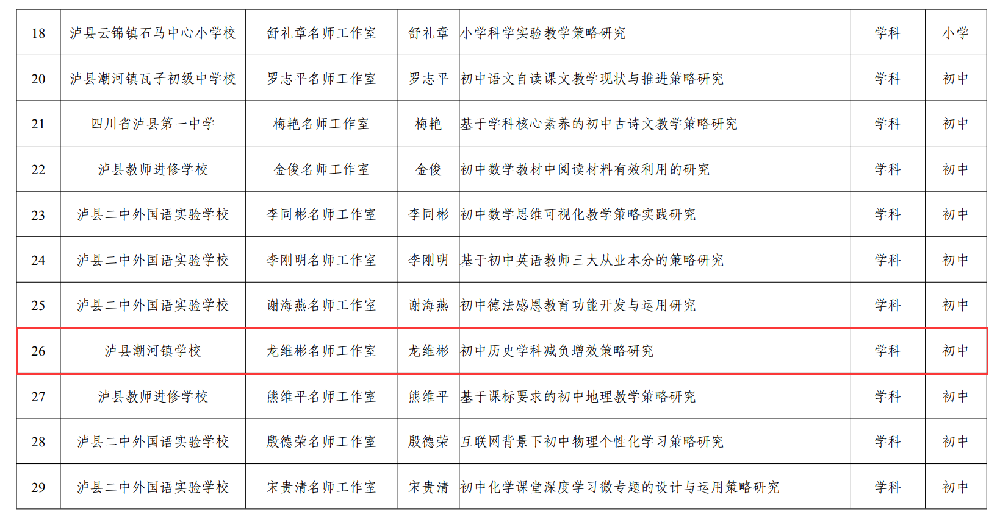 18 泸县云锦镇石马中心小学校 舒礼章名师工作室 舒礼章 小学科学实验教学策略研究 学科 小学
20 泸县潮河镇瓦子初级中学校 罗志平名师工作室 罗志平 初中语文自读课文教学现状与推进策略研究 学科 初中
21 四川省泸县第一中学 梅艳名师工作室 梅艳 基于学科核心素养的初中古诗文教学策略研究 学科 初中
22 泸县教师进修学校 金俊名师工作室 金俊 初中数学教材中阅读材料有效利用的研究 学科 初中
23 泸县二中外国语实验学校 李同彬名师工作室 李同彬 初中数学思维可视化教学策略实践研究 学科 初中
24 泸县二中外国语实验学校 李刚明名师工作室 李刚明 基于初中英语教师三大从业本分的策略研究 学科 初中
25 泸县二中外国语实验学校 谢海燕名师工作室 谢海燕 初中德法感恩教育功能开发与运用研究 学科 初中
26 泸县潮河镇学校 龙维彬名师工作室 龙维彬 初中历史学科减负增效策略研究 学科 初中
27 泸县教师进修学校 熊维平名师工作室 熊维平 基于课标要求的初中地理教学策略研究 学科 初中
28 泸县二中外国语实验学校 殷德荣名师工作室 殷德荣 互联网背景下初中物理个性化学习策略研究 学科 初中
29 泸县二中外国语实验学校 宋贵清名师工作室 宋贵清 初中化学课堂深度学习微专题的设计与运用策略研究 学科 初中